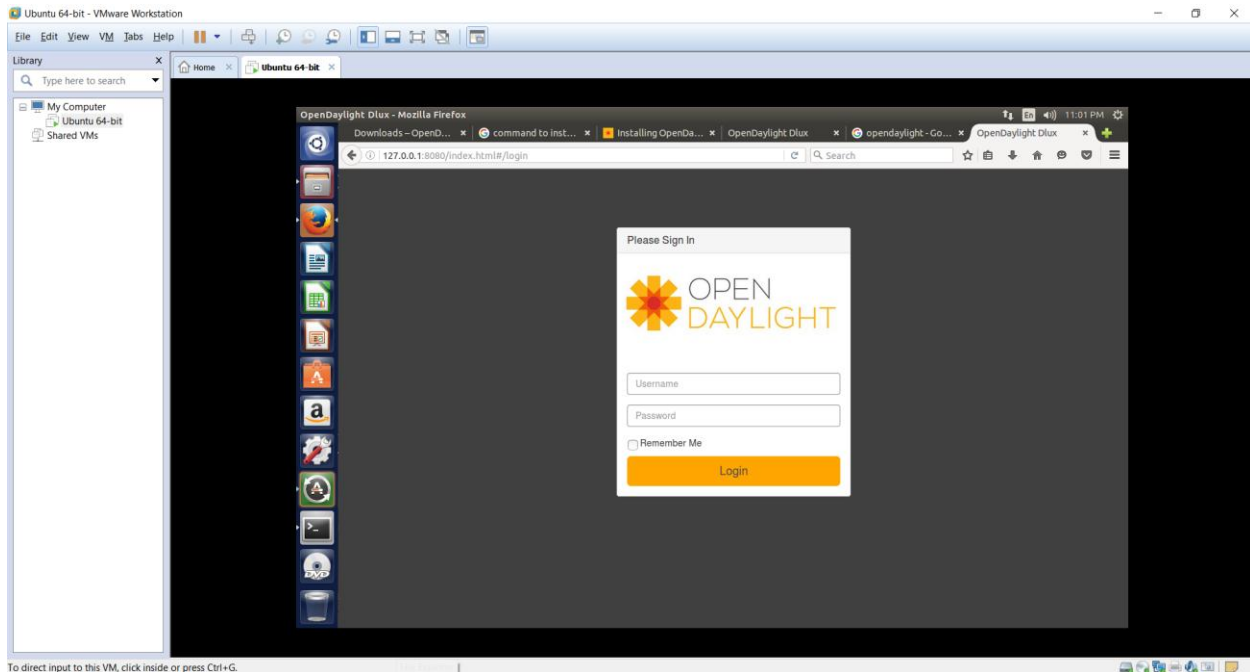 Ubuntu 64-bit - VMware Workstation
File Edit View VM Tabs Help
Library
Type here to search
My Computer
Ubuntu 64-bit
Shared VMs
Home
Ubuntu 64-bit
OpenDaylight Dlux - Mozilla Firefox
En
11:01 PM
Downloads – OpenD...
command to inst...
Installing OpenDa...
OpenDaylight Dlux
opendaylight - Go...
OpenDaylight Dlux
127.0.0.1:8080/index.html#/login
Search
Please Sign In
OPEN
DAYLIGHT
Username
Password
Remember Me
Login
a
DVD
To direct input to this VM, click inside or press Ctrl+G.